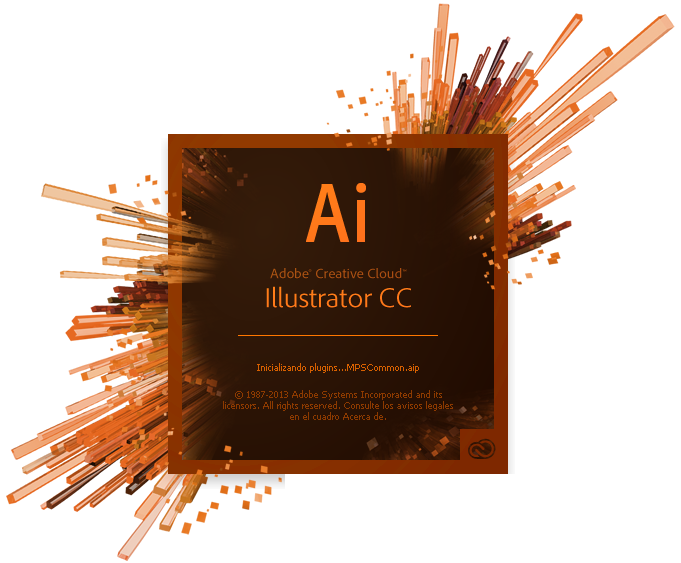 Ai
Adobe® Creative Cloud™
Illustrator CC
Inicializando plugins...MPSCommon.aip
© 1987-2013 Adobe Systems Incorporated and its
licensors. All rights reserved. Consulte los avisos legales
en el cuadro Acerca de.